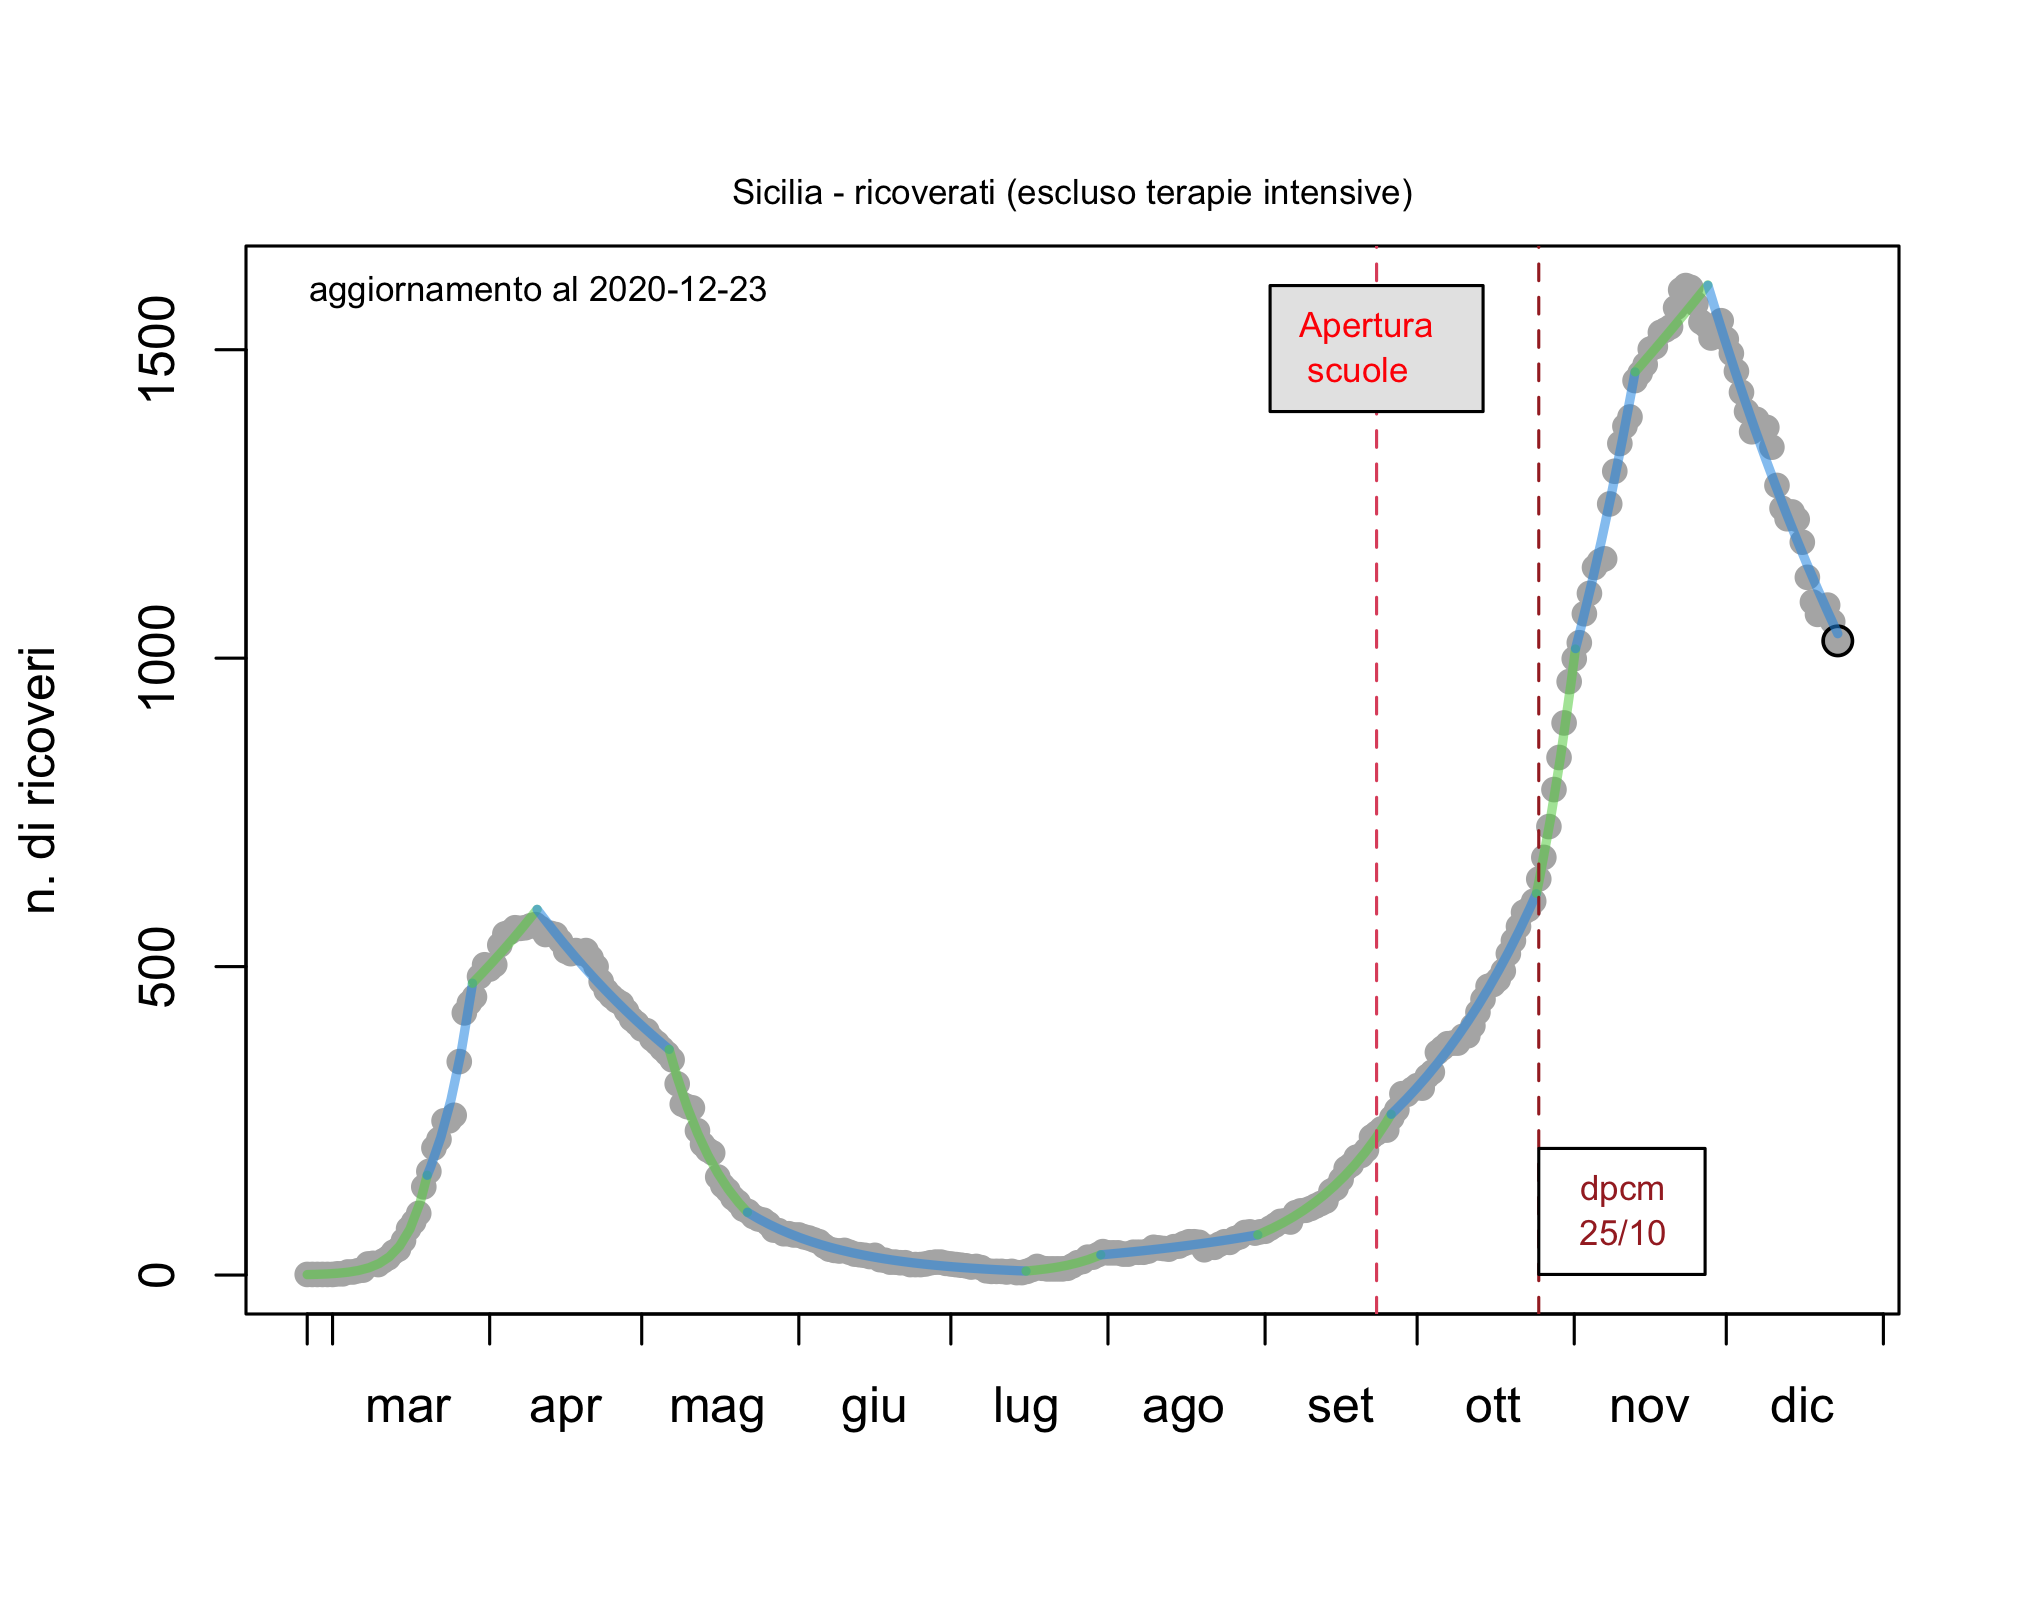 Sicilia - ricoverati (escluso terapie intensive)
aggiornamento al 2020-12-23
Apertura
scuole
dpcm
25/10
n. di ricoveri
1500
1000
500
0
mar apr mag giu lug ago set ott nov dic